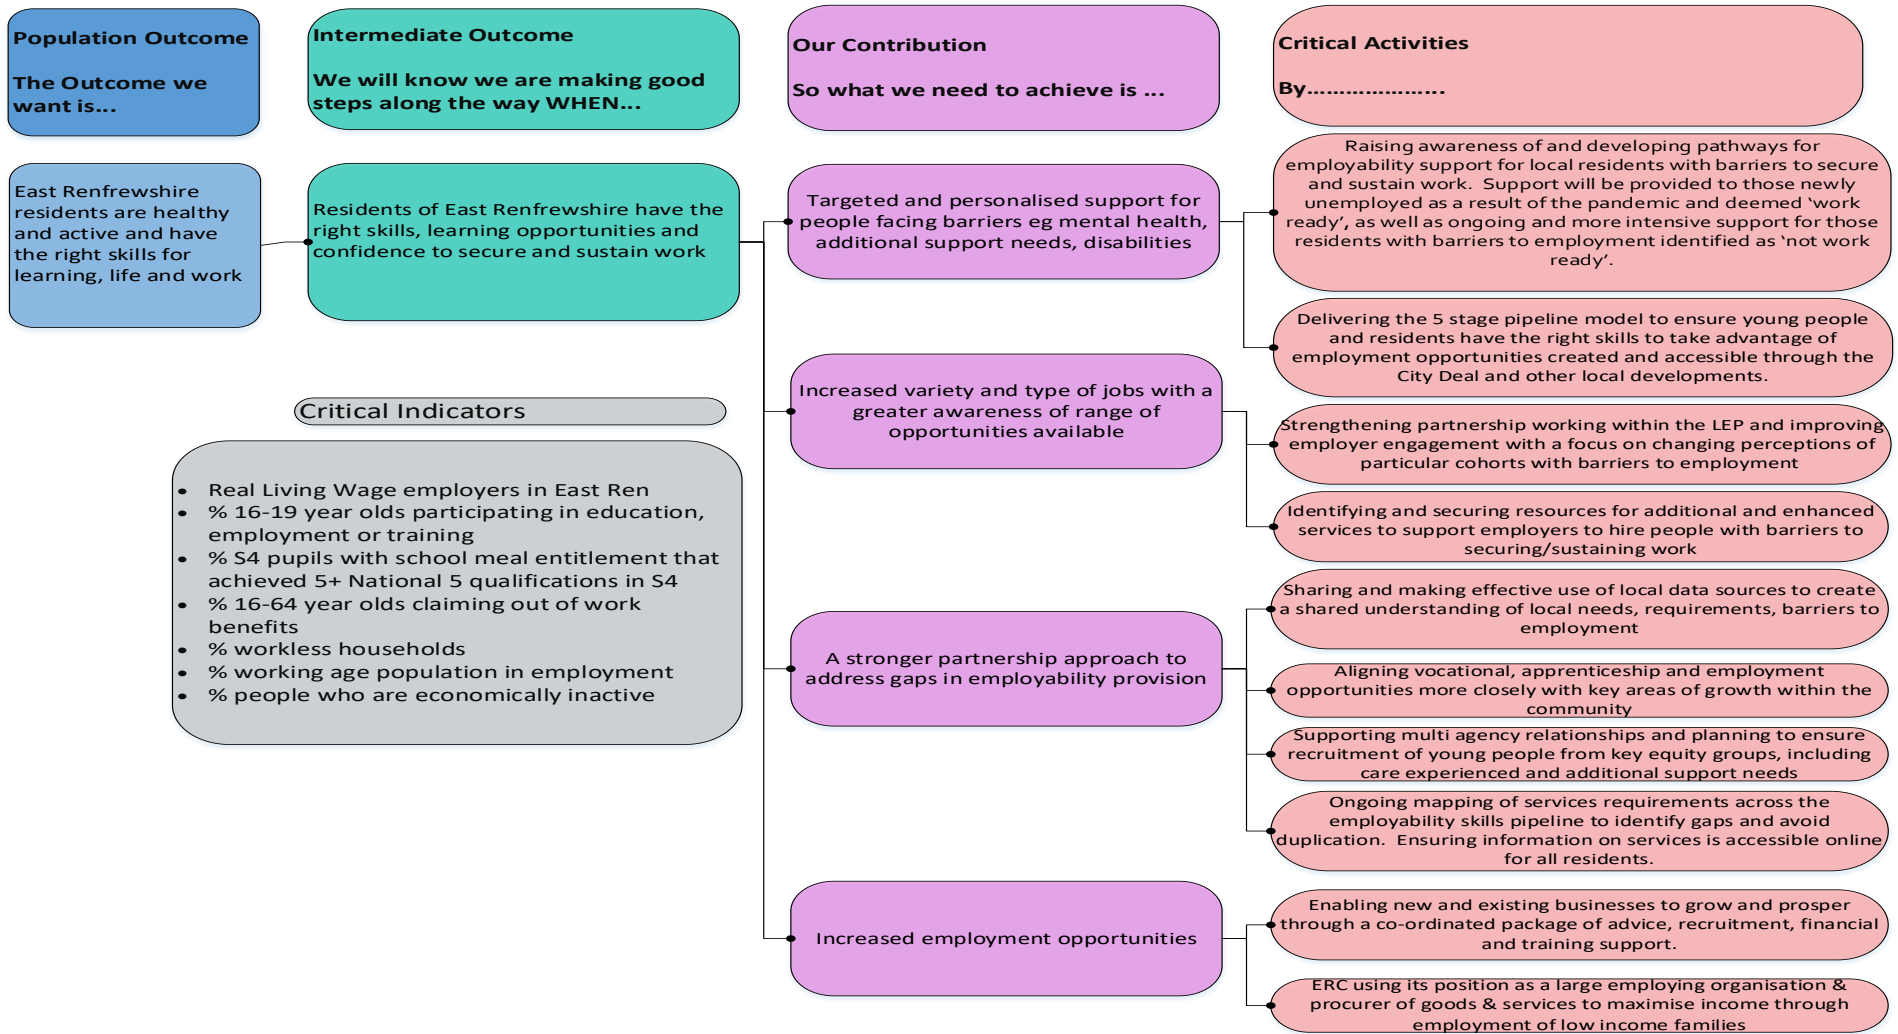 Population Outcome
The Outcome we
want is...
Intermediate Outcome
We will know we are making good
steps along the way WHEN...
Our Contribution
So what we need to achieve is ...
Critical Activities
By.....................
East Renfrewshire
residents are healthy
and active and have
the right skills for
learning, life and work
Residents of East Renfrewshire have the
right skills, learning opportunities and
confidence to secure and sustain work
Critical Indicators
• Real Living Wage employers in East Ren
• % 16-19 year olds participating in education,
employment or training
• % S4 pupils with school meal entitlement that
achieved 5+ National 5 qualifications in S4
• % 16-64 year olds claiming out of work
benefits
• % workless households
• % working age population in employment
• % people who are economically inactive
Targeted and personalised support for
people facing barriers eg mental health,
additional support needs, disabilities
Raising awareness of and developing pathways for
employability support for local residents with barriers to secure
and sustain work.  Support will be provided to those newly
unemployed as a result of the pandemic and deemed ‘work
ready’, as well as ongoing and more intensive support for those
residents with barriers to employment identified as ‘not work
ready’.
Delivering the 5 stage pipeline model to ensure young people
and residents have the right skills to take advantage of
employment opportunities created and accessible through the
City Deal and other local developments.
Increased variety and type of jobs with a
greater awareness of range of
opportunities available
Strengthening partnership working within the LEP and improving
employer engagement with a focus on changing perceptions of
particular cohorts with barriers to employment
Identifying and securing resources for additional and enhanced
services to support employers to hire people with barriers to
securing/sustaining work
A stronger partnership approach to
address gaps in employability provision
Sharing and making effective use of local data sources to create
a shared understanding of local needs, requirements, barriers to
employment
Aligning vocational, apprenticeship and employment
opportunities more closely with key areas of growth within the
community
Supporting multi agency relationships and planning to ensure
recruitment of young people from key equity groups, including
care experienced and additional support needs
Ongoing mapping of services requirements across the
employability skills pipeline to identify gaps and avoid
duplication.  Ensuring information on services is accessible online
for all residents.
Increased employment opportunities
Enabling new and existing businesses to grow and prosper
through a co-ordinated package of advice, recruitment, financial
and training support.
ERC using its position as a large employing organisation &
procurer of goods & services to maximise income through
employment of low income families